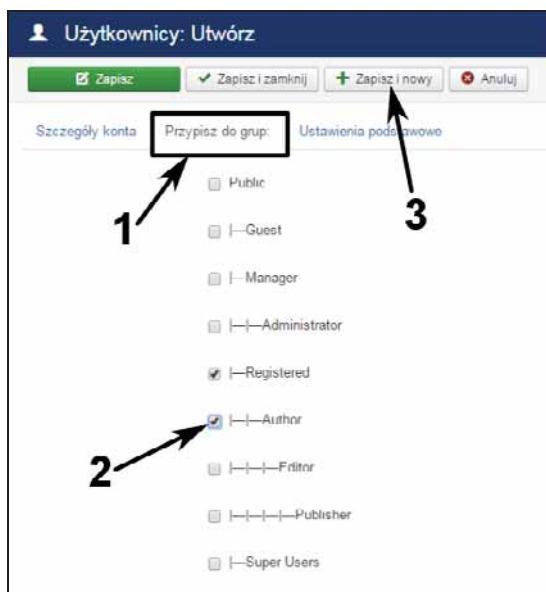 Użytkownicy: Utwórz
Zapisz Zapisz i zamknij Zapisz i nowy Anuluj
Szczegóły konta Przypisz do grup: Ustawienia podstawowe
1
3
Public
|—Guest
|—Manager
|—|—Administrator
|—Registered
|—|—Author
2
|—|—|—Editor
|—|—|—|—Publisher
|—Super Users